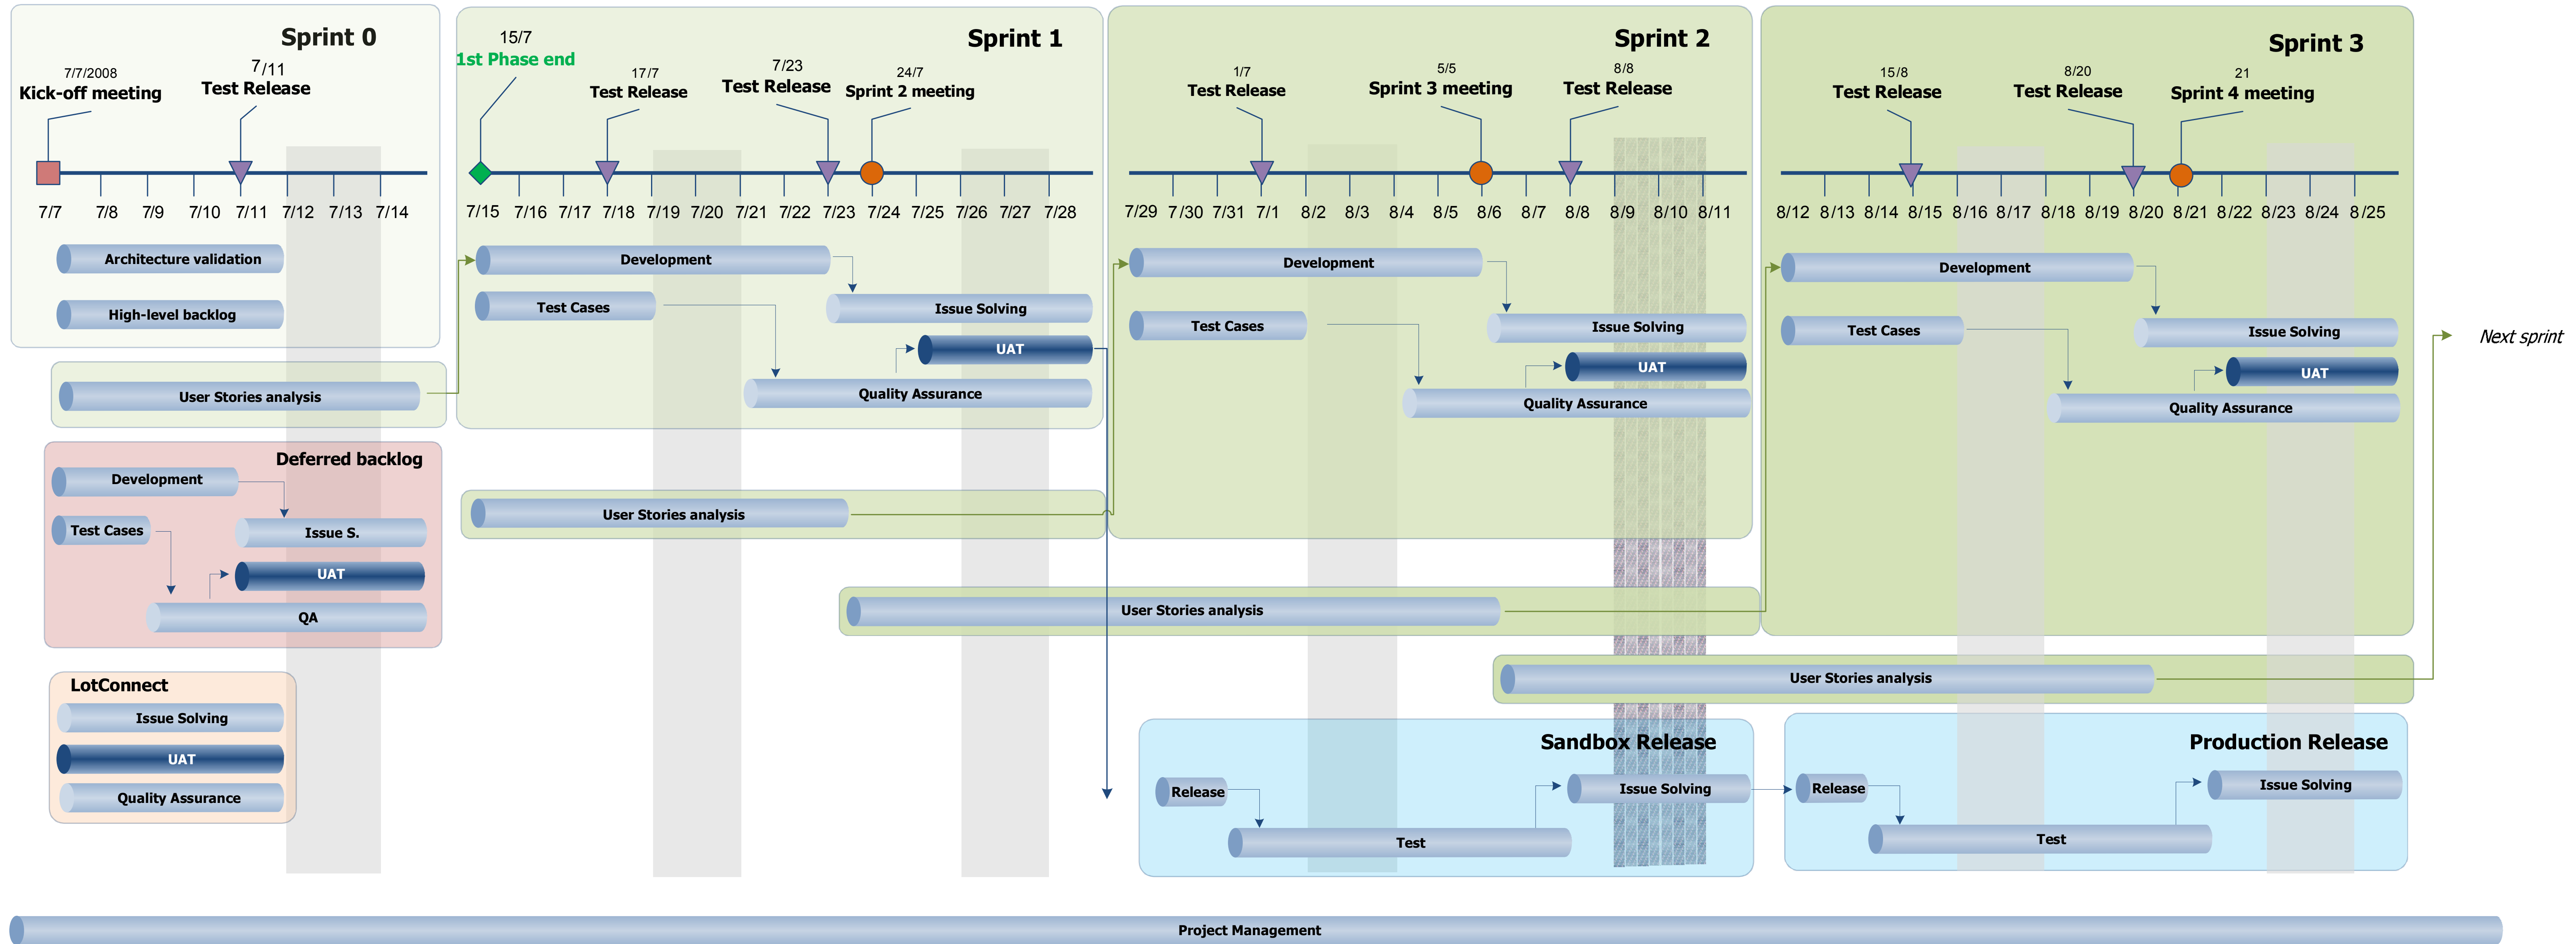 Sprint 0
7/7/2008
Kick-off meeting
7/11
Test Release
7/7 7/8 7/9 7/10 7/11 7/12 7/13 7/14
Architecture validation
High-level backlog
User Stories analysis
Deferred backlog
Development
Test Cases
Issue S.
UAT
QA
LotConnect
Issue Solving
UAT
Quality Assurance
Sprint 1
15/7
1st Phase end
17/7
Test Release
7/23
Test Release
24/7
Sprint 2 meeting
7/15 7/16 7/17 7/18 7/19 7/20 7/21 7/22 7/23 7/24 7/25 7/26 7/27 7/28
Development
Test Cases
Issue Solving
UAT
Quality Assurance
User Stories analysis
Sprint 2
1/7
Test Release
5/5
Sprint 3 meeting
8/8
Test Release
7/29 7/30 7/31 7/1 8/2 8/3 8/4 8/5 8/6 8/7 8/8 8/9 8/10 8/11
Development
Test Cases
Issue Solving
UAT
Quality Assurance
User Stories analysis
Sprint 3
15/8
Test Release
8/20
Test Release
21
Sprint 4 meeting
8/12 8/13 8/14 8/15 8/16 8/17 8/18 8/19 8/20 8/21 8/22 8/23 8/24 8/25
Development
Test Cases
Issue Solving
UAT
Quality Assurance
Next sprint
User Stories analysis
Sandbox Release
Release
Issue Solving
Test
Production Release
Release
Issue Solving
Test
Project Management